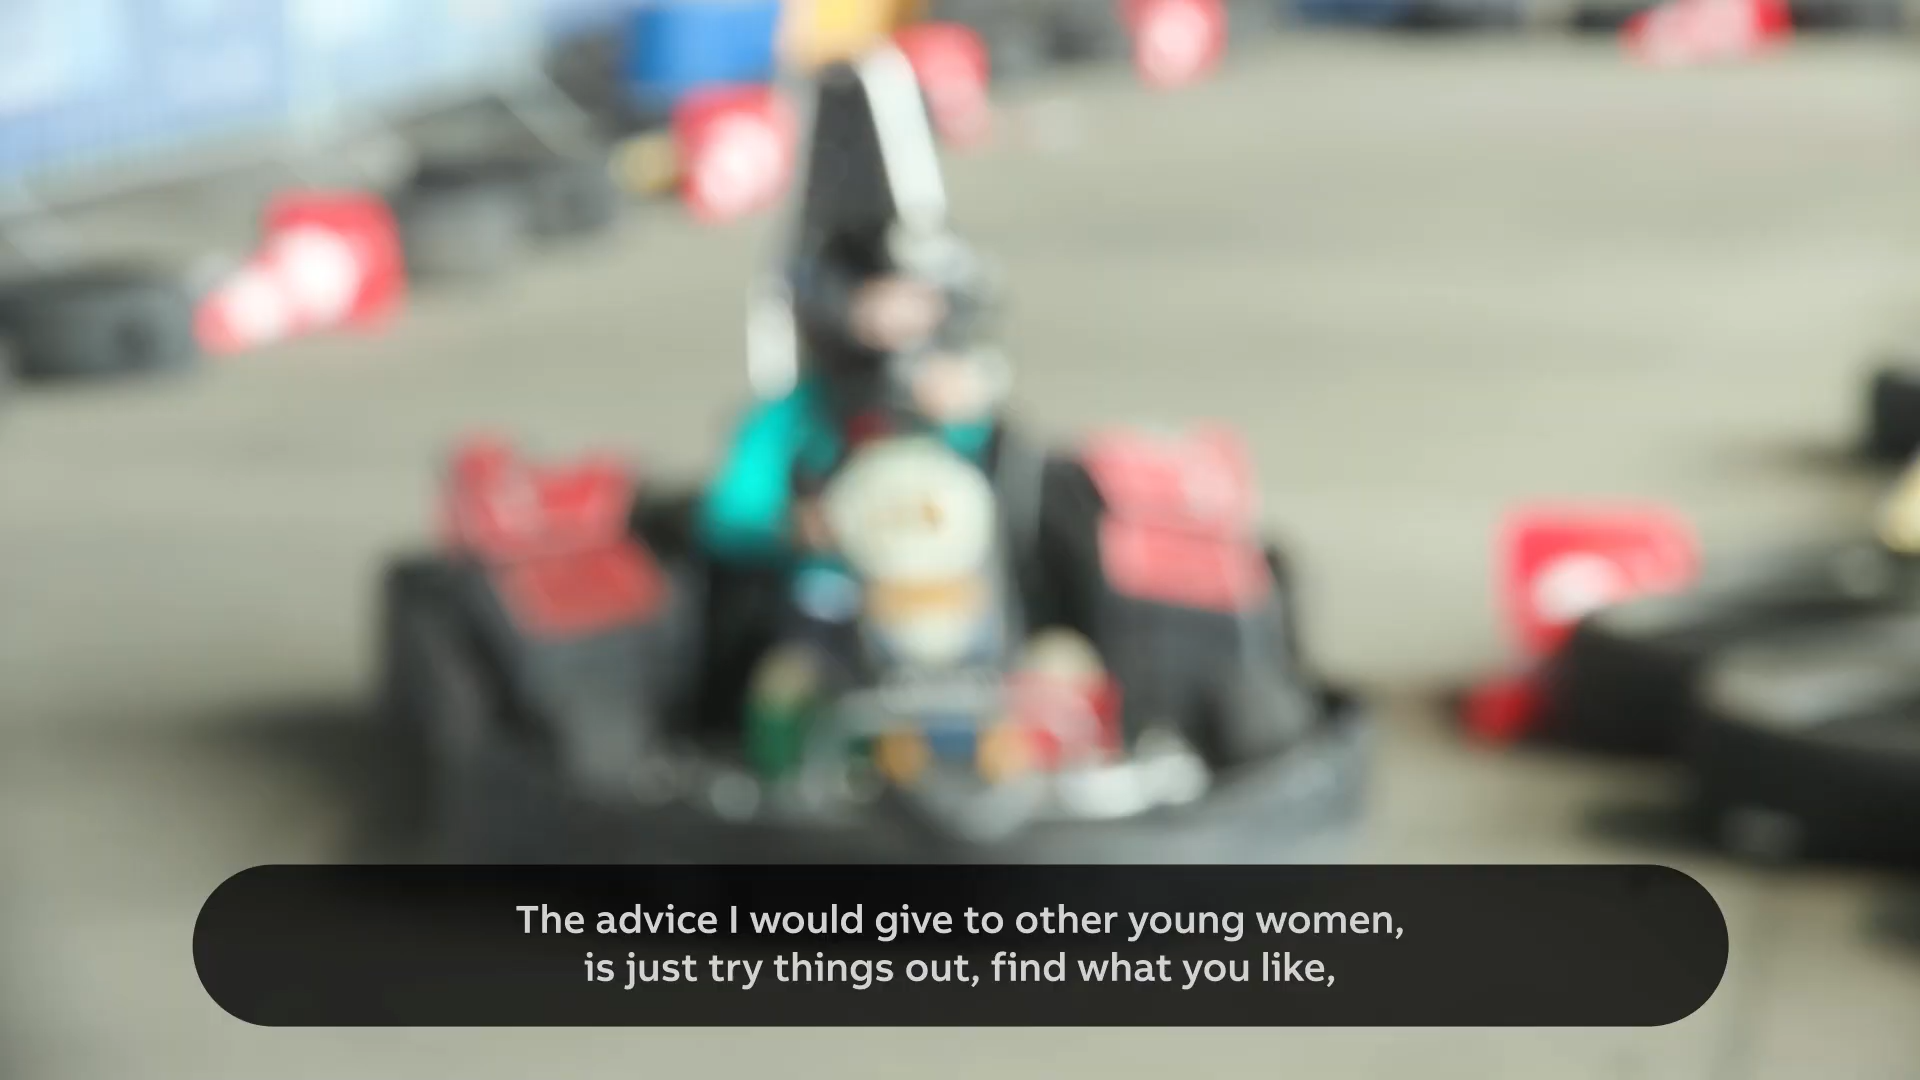 The advice I would give to other young women,
is just try things out, find what you like,